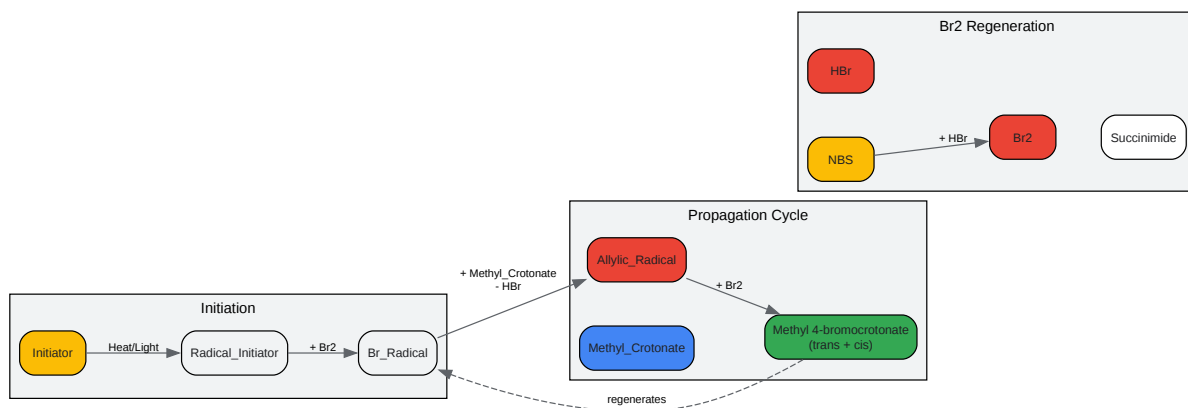 Br2 Regeneration
HBr
NBS
+ HBr
Br2
Succinimide
Propagation Cycle
Allylic_Radical
+ Br2
Methyl_Crotonate
Methyl 4-bromocrotonate
(trans + cis)
+ Methyl_Crotonate
- HBr
Initiation
Initiator
Heat/Light
Radical_Initiator
+ Br2
Br_Radical
regenerates